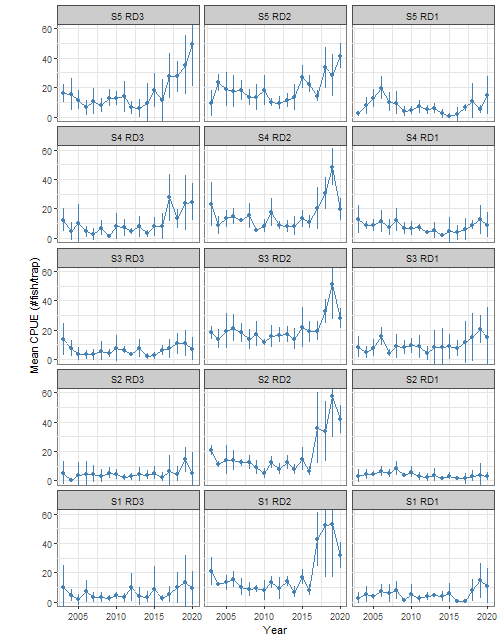 S5 RD3 S5 RD2 S5 RD1
60
40
20
0
S4 RD3 S4 RD2 S4 RD1
60
40
20
0
Mean CPUE (#fish/trap)
S3 RD3 S3 RD2 S3 RD1
60
40
20
0
S2 RD3 S2 RD2 S2 RD1
60
40
20
0
S1 RD3 S1 RD2 S1 RD1
60
40
20
0
2005 2010 2015 2020 2005 2010 2015 2020 2005 2010 2015 2020
Year